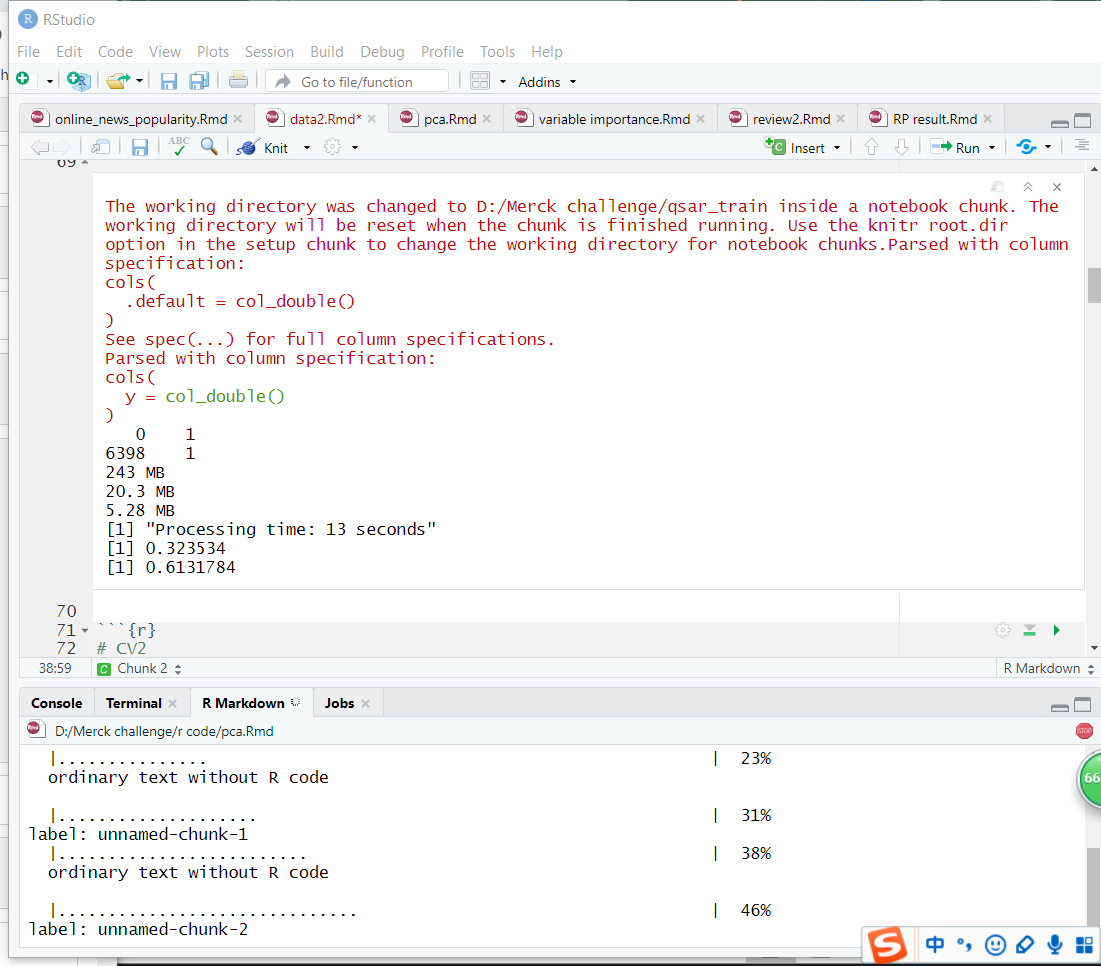 RStudio
File Edit Code View Plots Session Build Debug Profile Tools Help
Go to file/function Addins
online_news_popularity.Rmd data2.Rmd* pca.Rmd variable importance.Rmd review2.Rmd RP result.Rmd
ABC Knit Insert Run
69
The working directory was changed to D:/Merck challenge/qsar_train inside a notebook chunk. The
working directory will be reset when the chunk is finished running. Use the knitr root.dir
option in the setup chunk to change the working directory for notebook chunks.Parsed with column
specification:
cols(
  .default = col_double()
)
See spec(...) for full column specifications.
Parsed with column specification:
cols(
  y = col_double()
)
   0    1
6398    1
243 MB
20.3 MB
5.28 MB
[1] "Processing time: 13 seconds"
[1] 0.323534
[1] 0.6131784
70
71 ```{r}
72 # CV2
38:59 C Chunk 2 R Markdown
Console Terminal R Markdown Jobs
D:/Merck challenge/r code/pca.Rmd
STOP
|............... | 23%
ordinary text without R code
66
|.................... | 31%
label: unnamed-chunk-1
|......................... | 38%
ordinary text without R code
|.............................. | 46%
label: unnamed-chunk-2
S 中